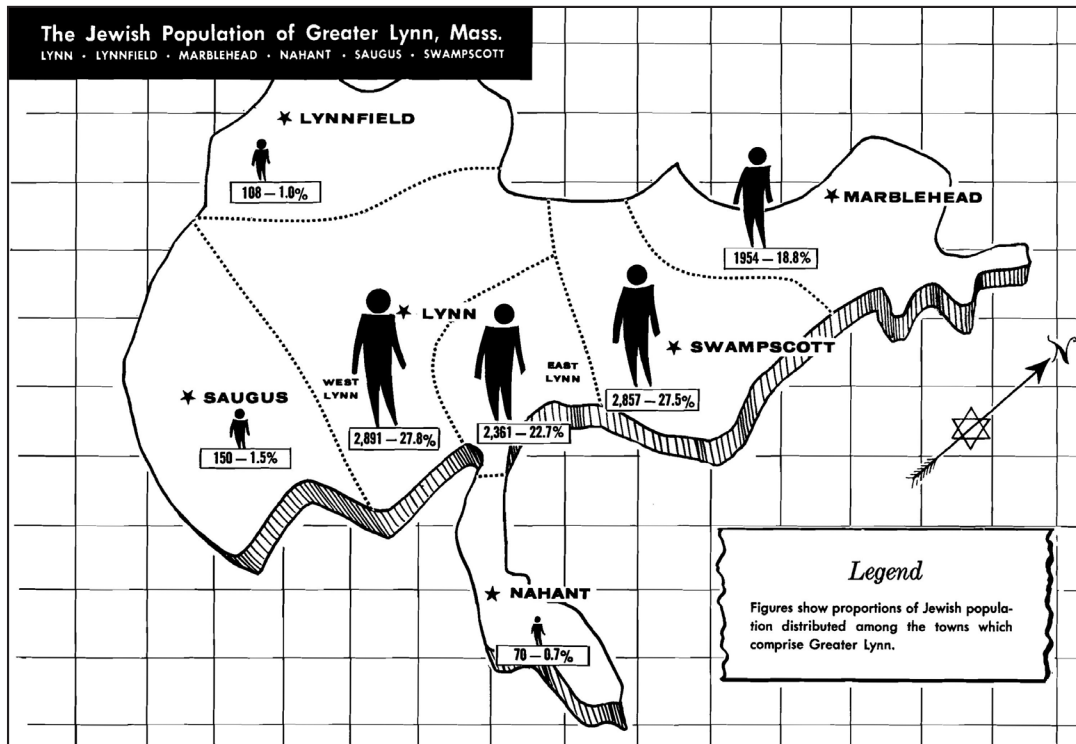 The Jewish Population of Greater Lynn, Mass.
LYNN · LYNNFIELD · MARBLEHEAD · NAHANT · SAUGUS · SWAMPSCOTT
LYNNFIELD
108 — 1.0%
MARBLEHEAD
1954 — 18.8%
LYNN
WEST
LYNN
2,891 — 27.8%
2,361 — 22.7%
EAST
LYNN
SWAMPSCOTT
2,857 — 27.5%
SAUGUS
150 — 1.5%
NAHANT
70 — 0.7%
N
Legend
Figures show proportions of Jewish popula-
tion distributed among the towns which
comprise Greater Lynn.